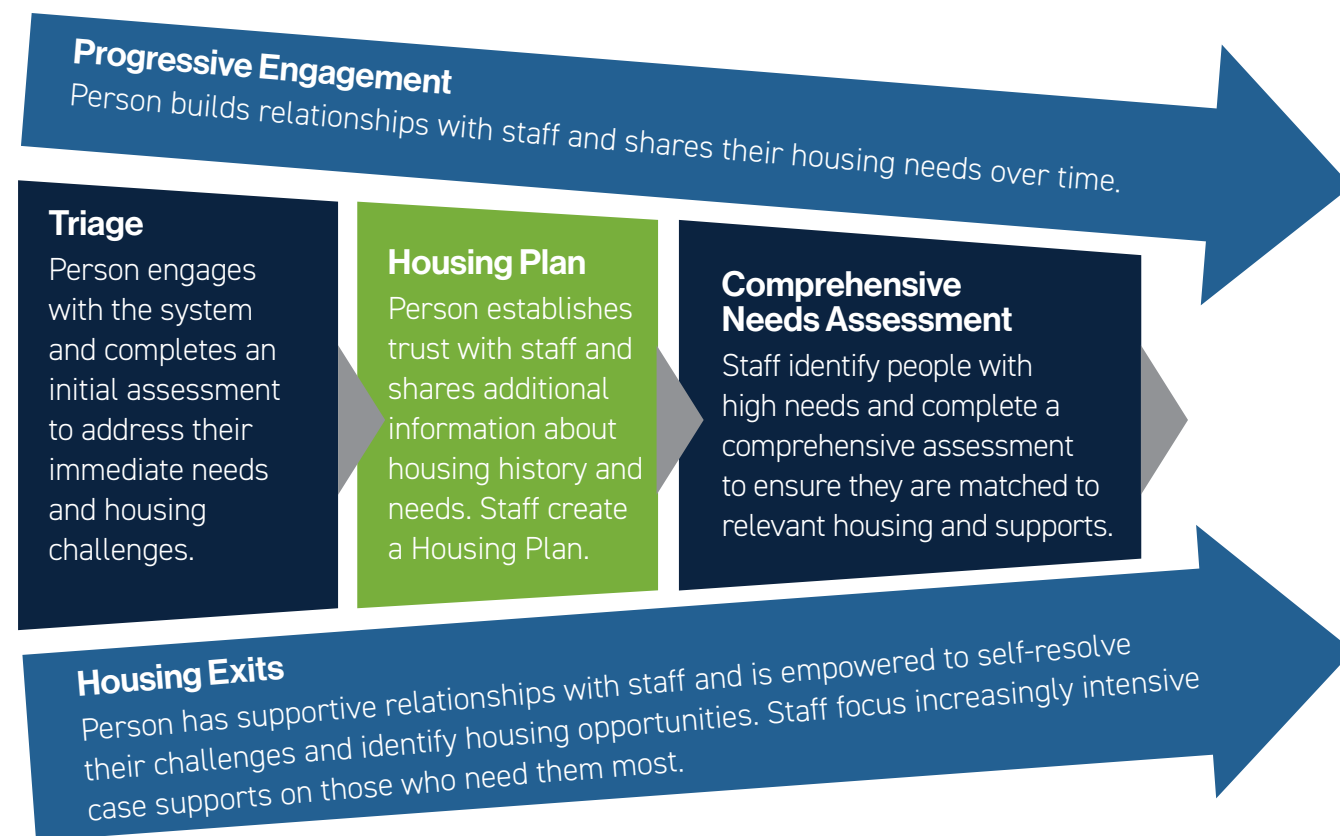 Progressive Engagement
Person builds relationships with staff and shares their housing needs over time.
Triage
Person engages
with the system
and completes an
initial assessment
to address their
immediate needs
and housing
challenges.
Housing Plan
Person establishes
trust with staff and
shares additional
information about
housing history and
needs. Staff create
a Housing Plan.
Comprehensive
Needs Assessment
Staff identify people with
high needs and complete a
comprehensive assessment
to ensure they are matched to
relevant housing and supports.
Housing Exits
Person has supportive relationships with staff and is empowered to self-resolve
their challenges and identify housing opportunities. Staff focus increasingly intensive
case supports on those who need them most.